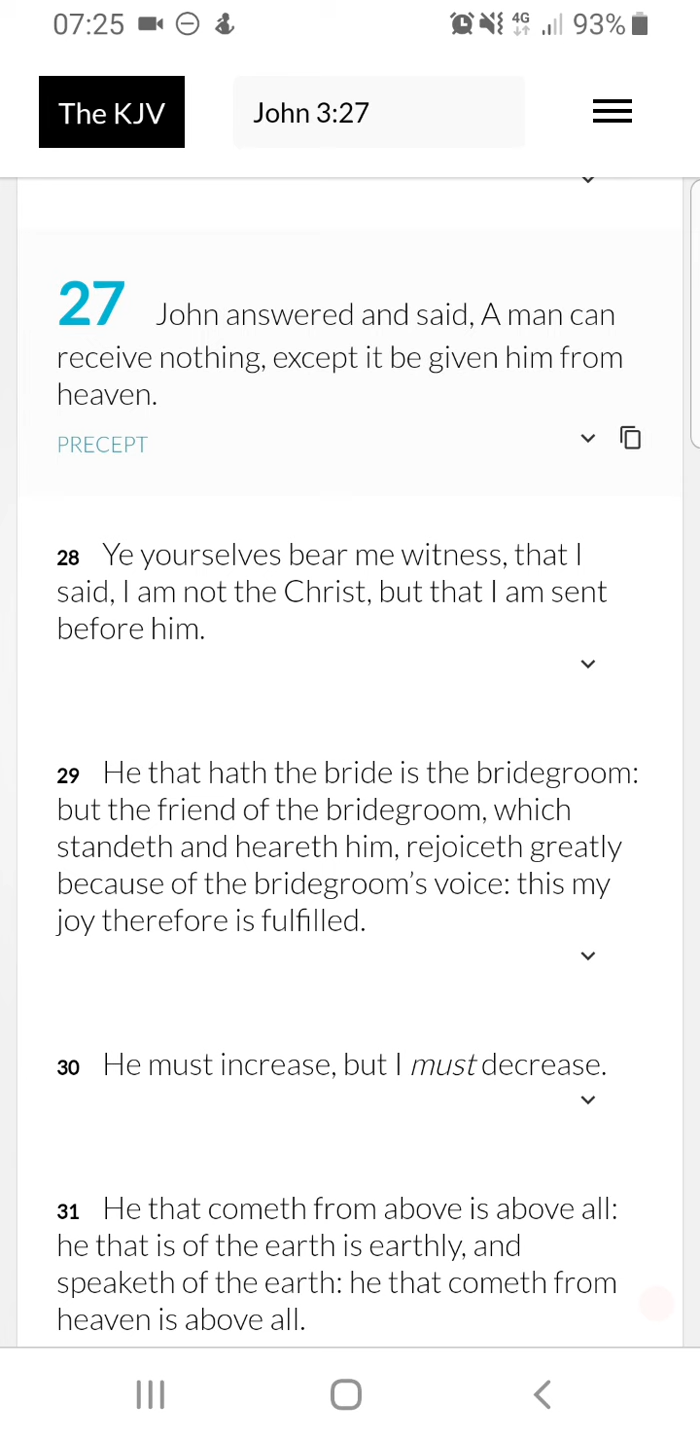 07:25 4G 93%
The KJV John 3:27
27 John answered and said, A man can
receive nothing, except it be given him from
heaven.
PRECEPT
28 Ye yourselves bear me witness, that I
said, I am not the Christ, but that I am sent
before him.
29 He that hath the bride is the bridegroom:
but the friend of the bridegroom, which
standeth and heareth him, rejoiceth greatly
because of the bridegroom’s voice: this my
joy therefore is fulfilled.
30 He must increase, but I must decrease.
31 He that cometh from above is above all:
he that is of the earth is earthly, and
speaketh of the earth: he that cometh from
heaven is above all.